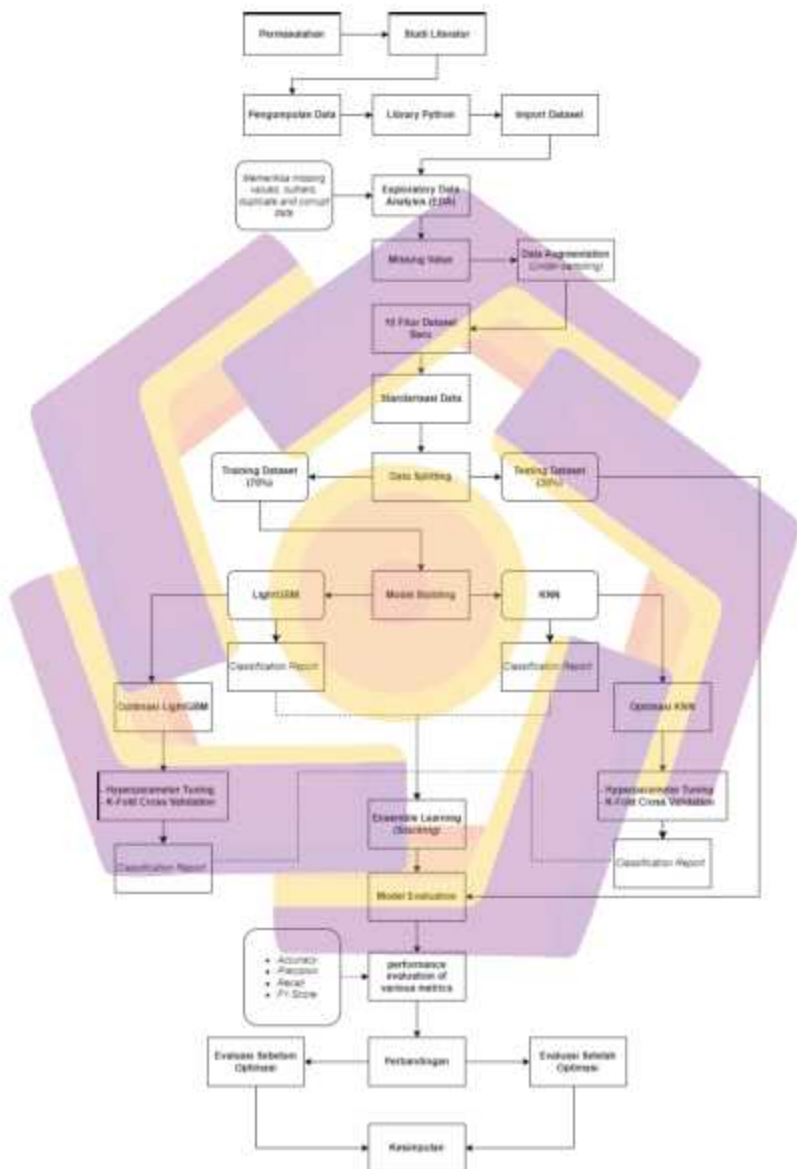 Permasalahan
Studi Literatur
Pengumpulan Data
Library Python
Import Dataset
Memeriksa missing
values, outliers,
duplicate and corrupt
data
Exploratory Data
Analysis (EDA)
Missing Value
Data Augmentation
(Under-sampling)
10 Fitur Dataset
Baru
Standarisasi Data
Training Dataset
(70%)
Data Splitting
Testing Dataset
(30%)
LightGBM
Model Building
KNN
Classification Report
Classification Report
Optimasi LightGBM
Optimasi KNN
- Hyperparameter Tuning
- K-Fold Cross Validation
- Hyperparameter Tuning
- K-Fold Cross Validation
Ensemble Learning
(Stacking)
Classification Report
Classification Report
Model Evaluation
• Accuracy
• Precision
• Recall
• F1-Score
performance
evaluation of
various metrics
Evaluasi Sebelum
Optimasi
Perbandingan
Evaluasi Setelah
Optimasi
Kesimpulan